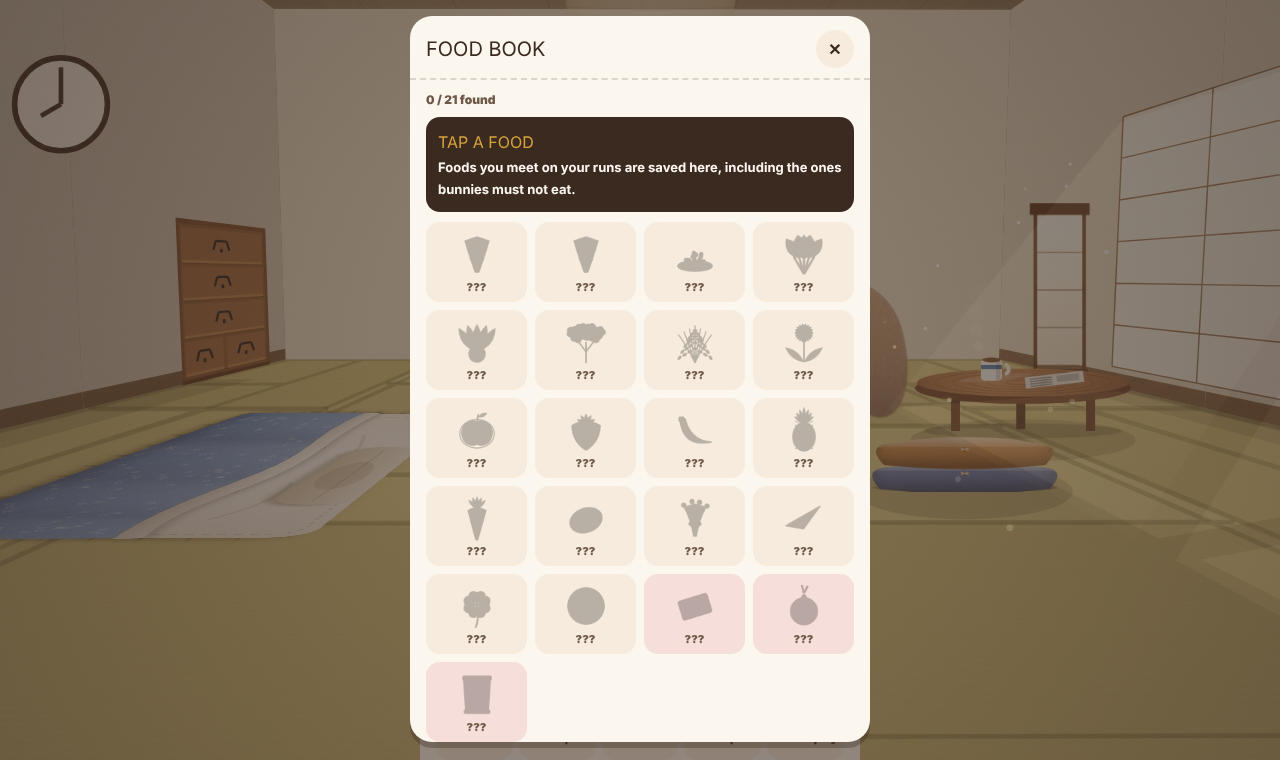 FOOD BOOK
×
0 / 21 found
TAP A FOOD
Foods you meet on your runs are saved here, including the ones
bunnies must not eat.
??? ??? ??? ???
??? ??? ??? ???
??? ??? ??? ???
??? ??? ??? ???
??? ??? ??? ???
???